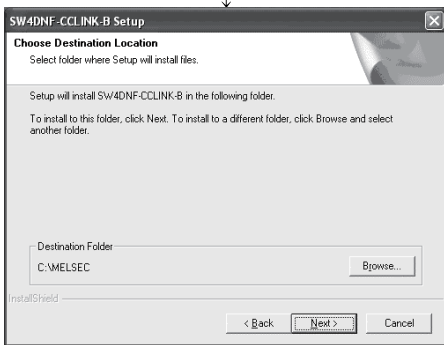 SW4DNF-CCLINK-B Setup
Choose Destination Location
Select folder where Setup will install files.
Setup will install SW4DNF-CCLINK-B in the following folder.
To install to this folder, click Next. To install to a different folder, click Browse and select
another folder.
Destination Folder
C:\MELSEC
Browse...
InstallShield
< Back
Next >
Cancel